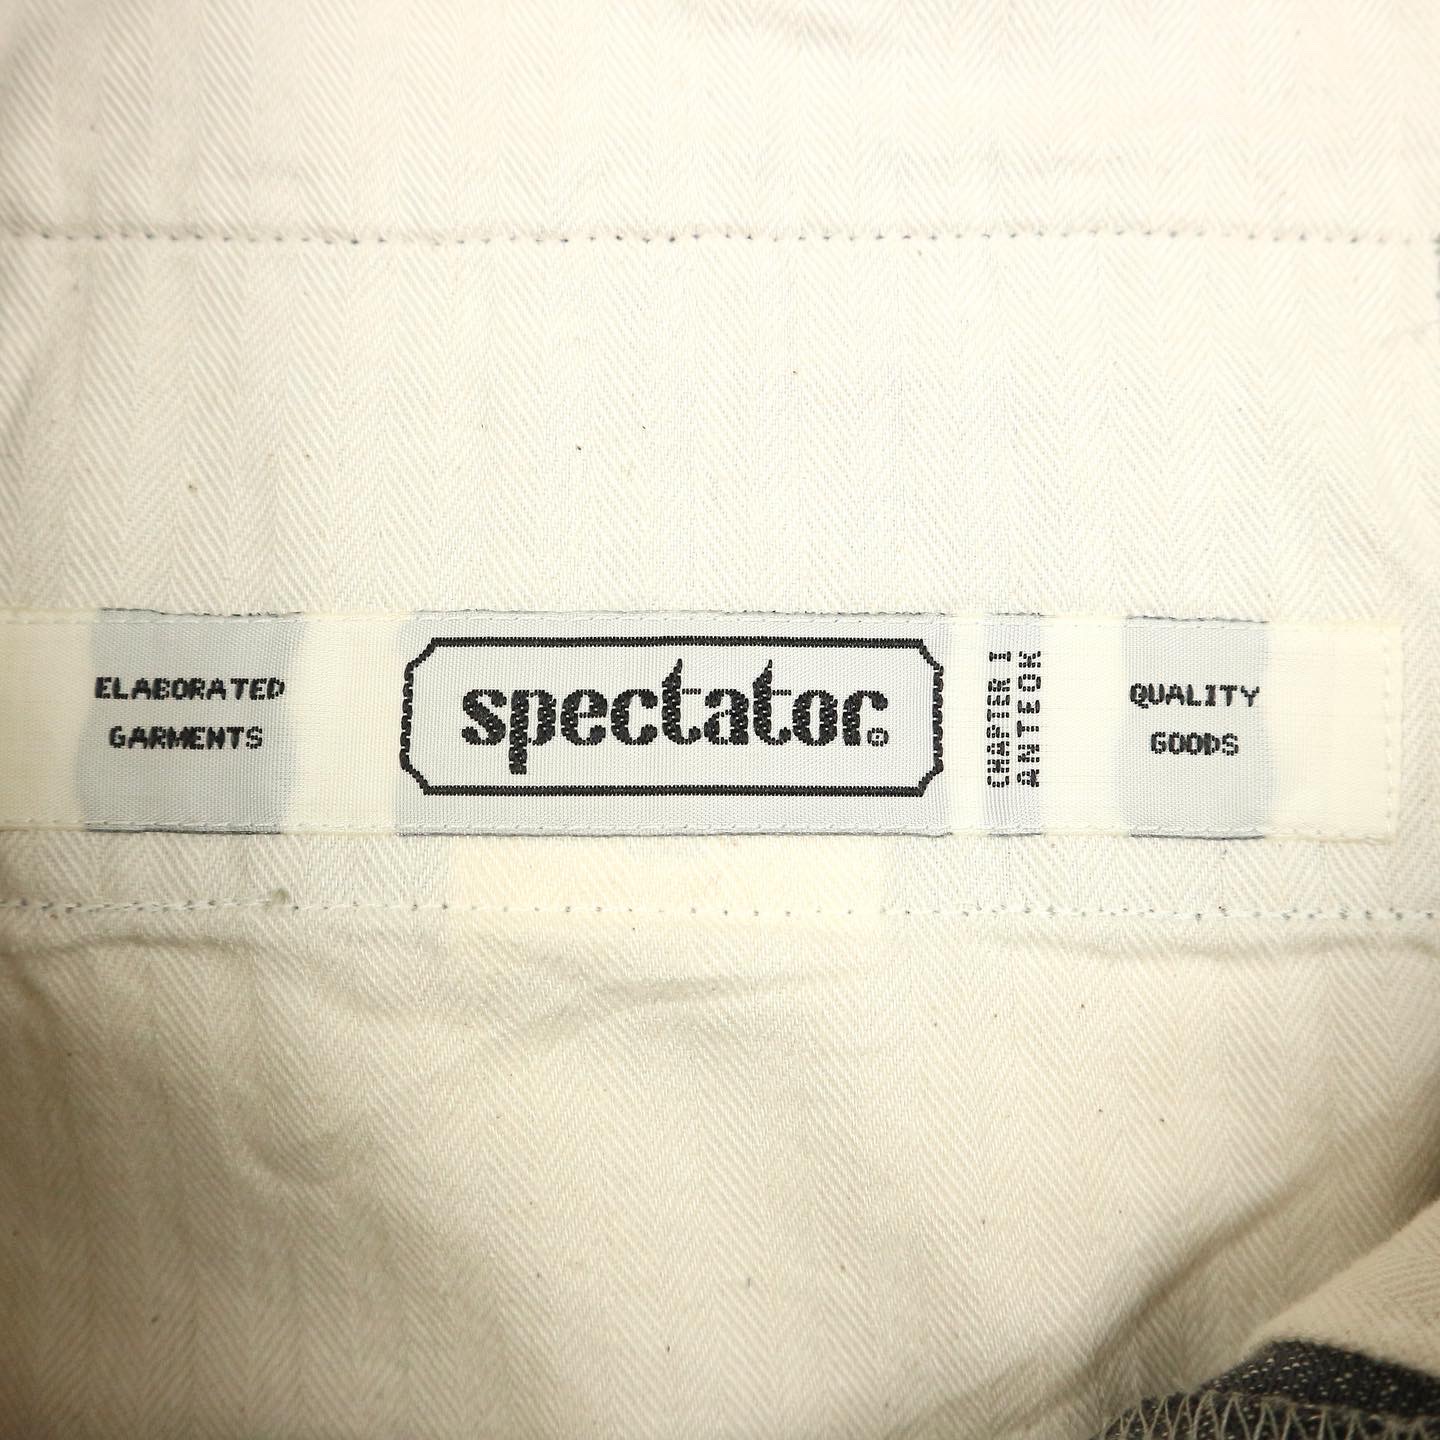 ELABORATED
GARMENTS
spectator®
CHAPTER I
ANTEOK
QUALITY
GOODS